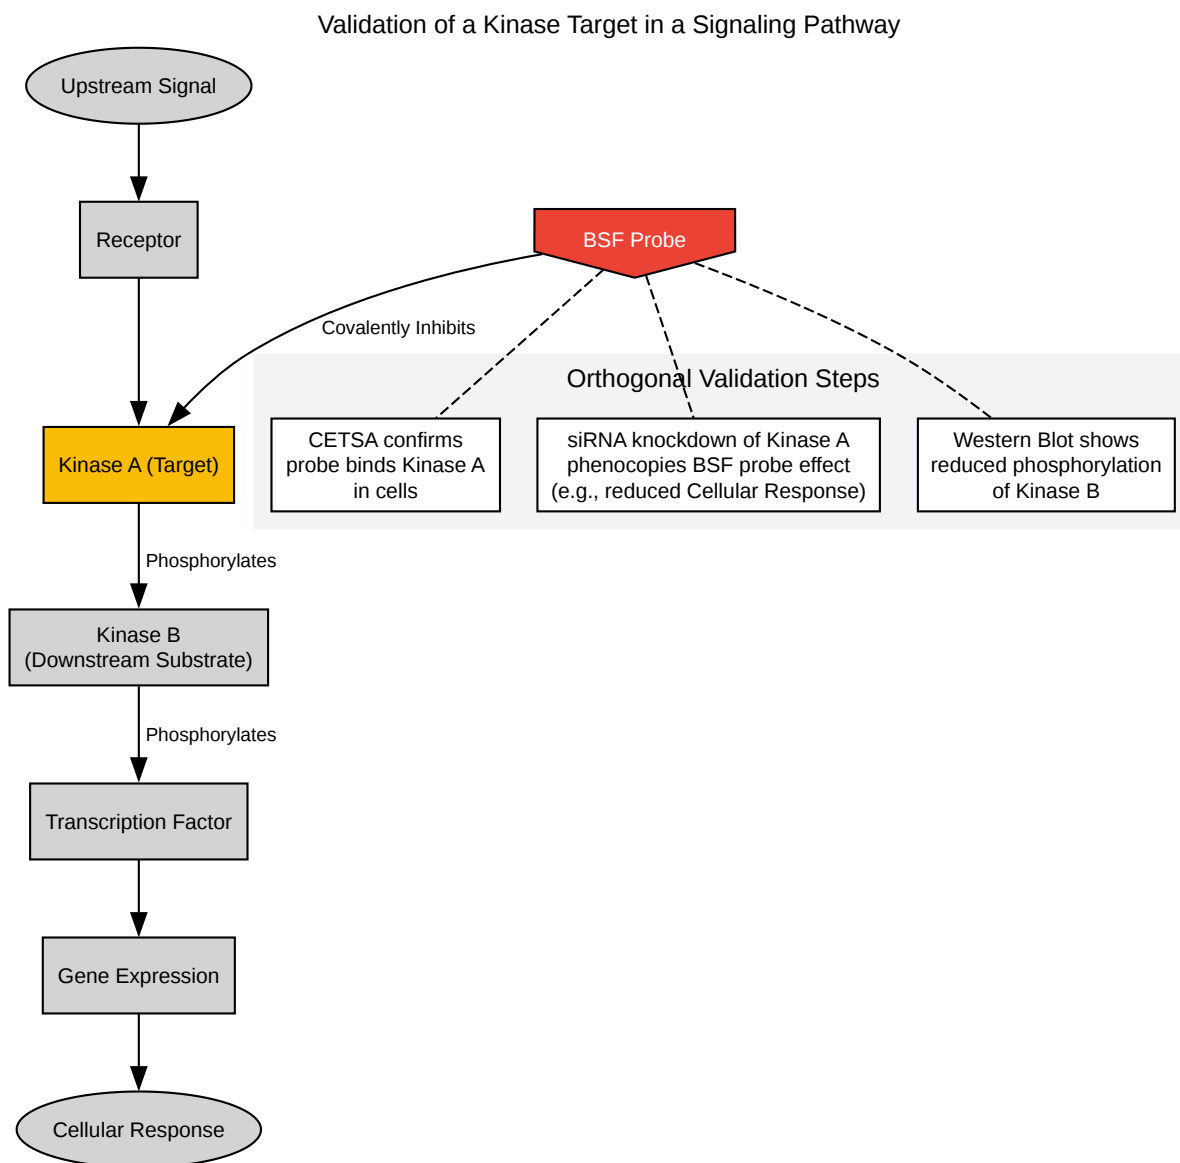 Validation of a Kinase Target in a Signaling Pathway
Upstream Signal
Receptor
BSF Probe
Covalently Inhibits
Orthogonal Validation Steps
CETSA confirms
probe binds Kinase A
in cells
siRNA knockdown of Kinase A
phenocopies BSF probe effect
(e.g., reduced Cellular Response)
Western Blot shows
reduced phosphorylation
of Kinase B
Kinase A (Target)
Phosphorylates
Kinase B
(Downstream Substrate)
Phosphorylates
Transcription Factor
Gene Expression
Cellular Response